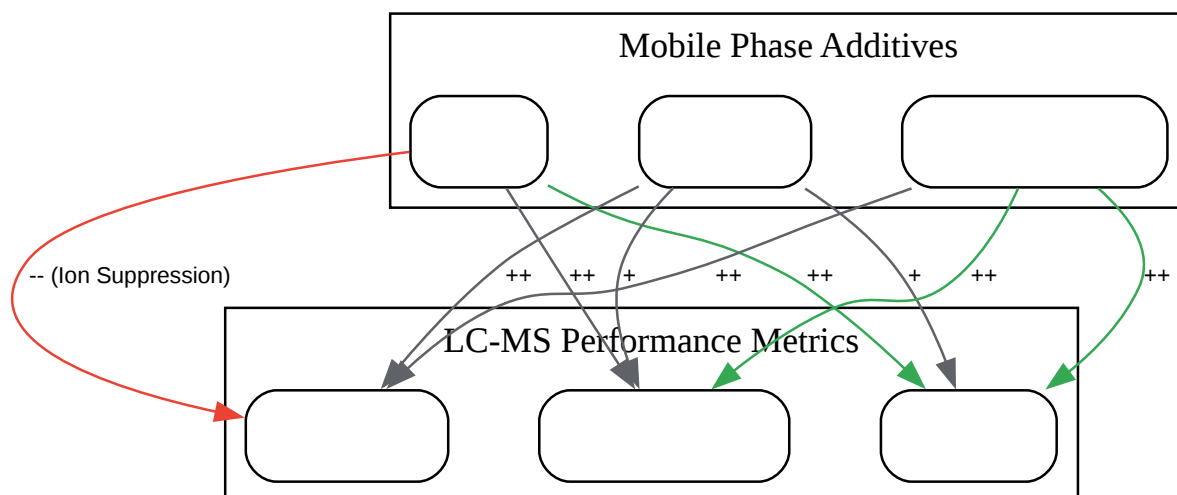 Mobile Phase Additives
-- (Ion Suppression)
++
++
+
++
++
+
++
++
LC-MS Performance Metrics